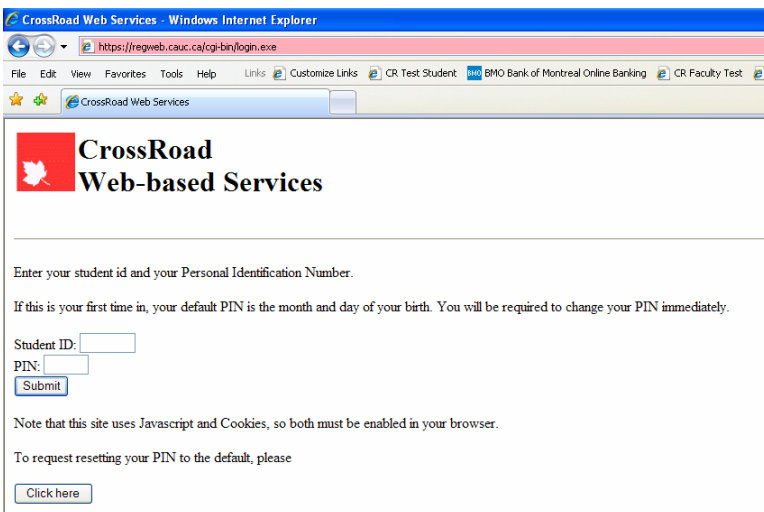 CrossRoad Web Services - Windows Internet Explorer
https://regweb.cauc.ca/cgi-bin/login.exe
File Edit View Favorites Tools Help Links Customize Links CR Test Student BMO BMO Bank of Montreal Online Banking CR Faculty Test
CrossRoad Web Services
CrossRoad
Web-based Services
Enter your student id and your Personal Identification Number.
If this is your first time in, your default PIN is the month and day of your birth. You will be required to change your PIN immediately.
Student ID:
PIN:
Submit
Note that this site uses Javascript and Cookies, so both must be enabled in your browser.
To request resetting your PIN to the default, please
Click here